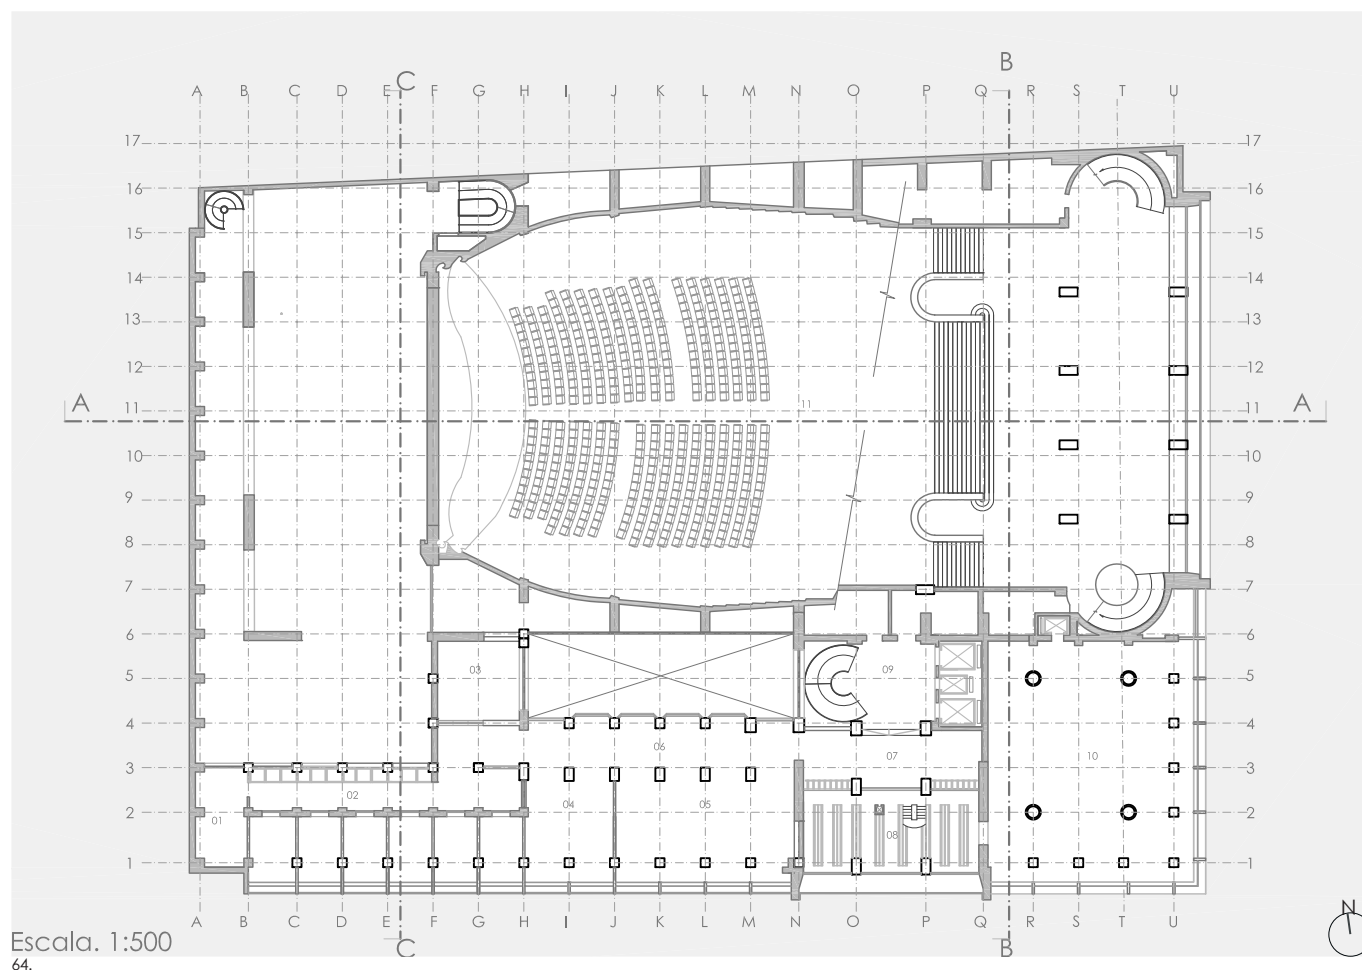 B
C
A B C D E F G H I J K L M N O P Q R S T U
17 17
16 16
15 15
14 14
13 13
12 12
A A
11 11 11
10 10
9 9
8 8
7 7
6 6
03 09
5 5
4 4
06
07 10
3 3
02
04 05
2 2
01
08
1 1
A B C D E F G H I J K L M N O P Q R S T U
N
Escala. 1:500
C B
64.